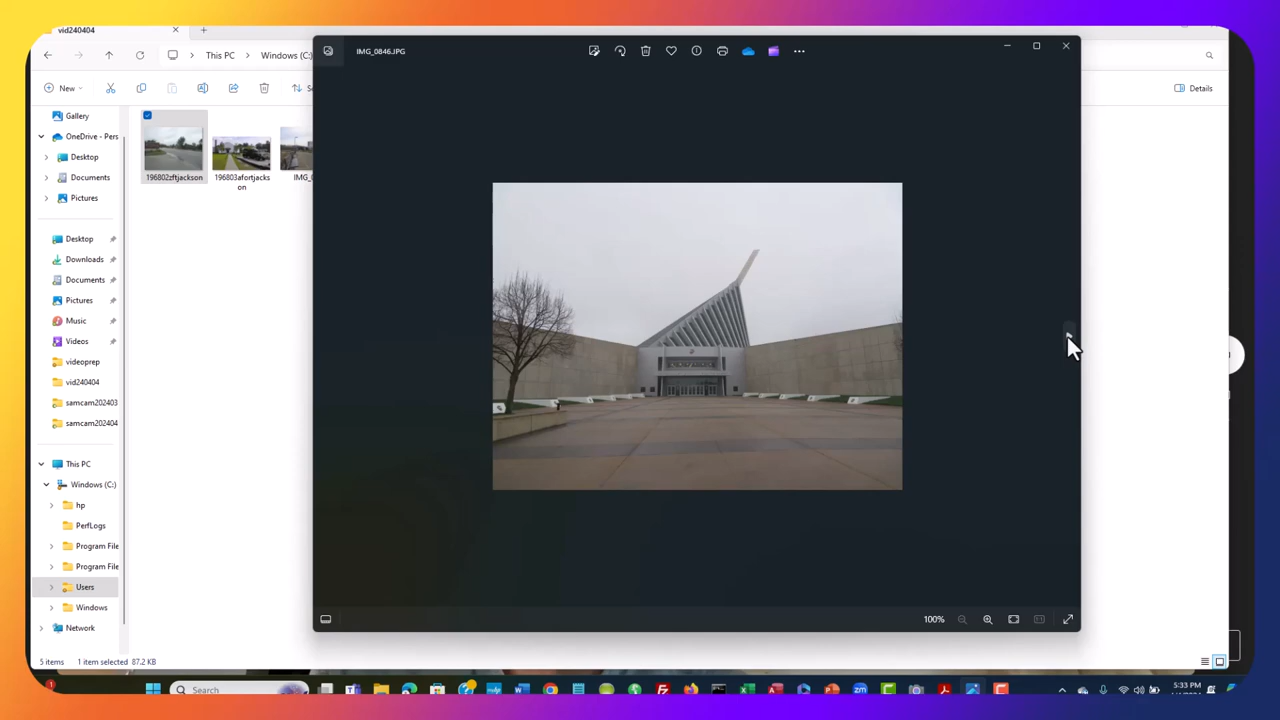 vid240404
This PC
Windows (C:)
IMG_0846.JPG
New
Details
Gallery
OneDrive - Pers
Desktop
Documents
Pictures
Desktop
Downloads
Documents
Pictures
Music
Videos
videoprep
vid240404
samcam202403
samcam202404
This PC
Windows (C:)
hp
PerfLogs
Program File
Program File
Users
Windows
Network
196802zftjackson
196803afortjacks
on
100%
5 items
1 item selected 87.2 KB
1
Search
5:33 PM